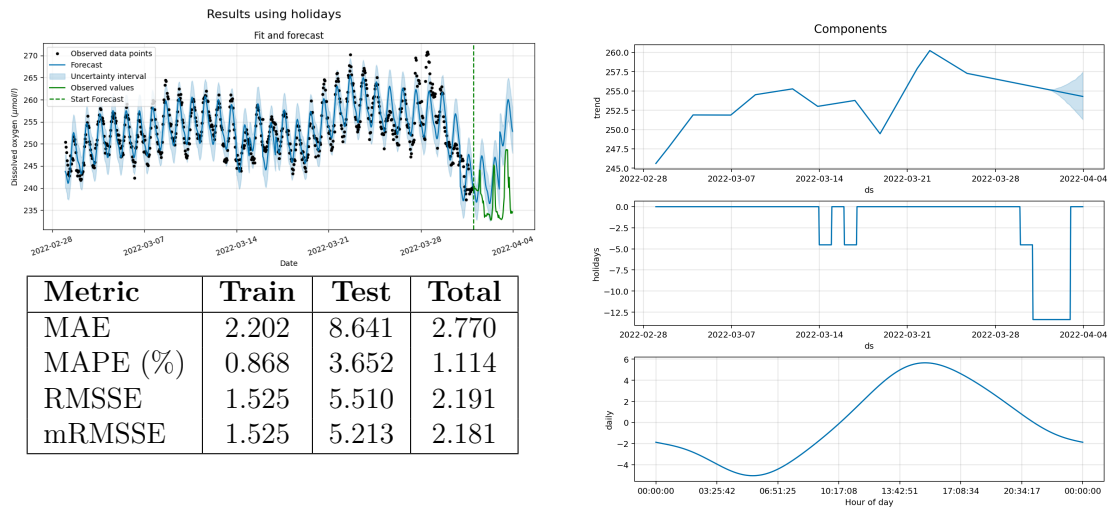 Results using holidays
Fit and forecast
Observed data points
Forecast
Uncertainty interval
Observed values
Start Forecast
Dissolved oxygen (μmol/l)
270
265
260
255
250
245
240
235
2022-02-28
2022-03-07
2022-03-14
2022-03-21
2022-03-28
2022-04-04
Date
Metric Train Test Total
MAE 2.202 8.641 2.770
MAPE (%) 0.868 3.652 1.114
RMSSE 1.525 5.510 2.191
mRMSSE 1.525 5.213 2.181
Components
trend
260.0
257.5
255.0
252.5
250.0
247.5
245.0
2022-02-28 2022-03-07 2022-03-14 2022-03-21 2022-03-28 2022-04-04
ds
holidays
0.0
−2.5
−5.0
−7.5
−10.0
−12.5
2022-02-28 2022-03-07 2022-03-14 2022-03-21 2022-03-28 2022-04-04
ds
daily
6
4
2
0
−2
−4
00:00:00 03:25:42 06:51:25 10:17:08 13:42:51 17:08:34 20:34:17 00:00:00
Hour of day